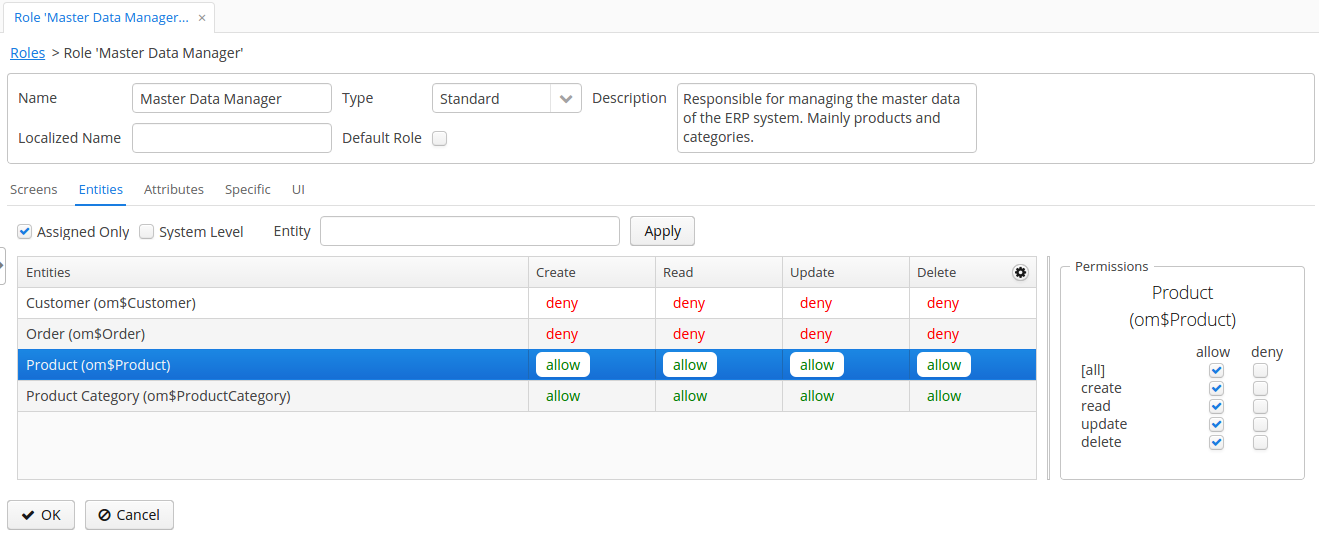 Role 'Master Data Manager... ×
Roles > Role 'Master Data Manager'
Name Master Data Manager Type Standard Description Responsible for managing the master data
of the ERP system. Mainly products and
categories.
Localized Name Default Role
Screens Entities Attributes Specific UI
Assigned Only System Level Entity Apply
Entities Create Read Update Delete
Customer (om$Customer) deny deny deny deny
Order (om$Order) deny deny deny deny
Product (om$Product) allow allow allow allow
Product Category (om$ProductCategory) allow allow allow allow
Permissions
Product
(om$Product)
allow deny
[all]
create
read
update
delete
OK Cancel